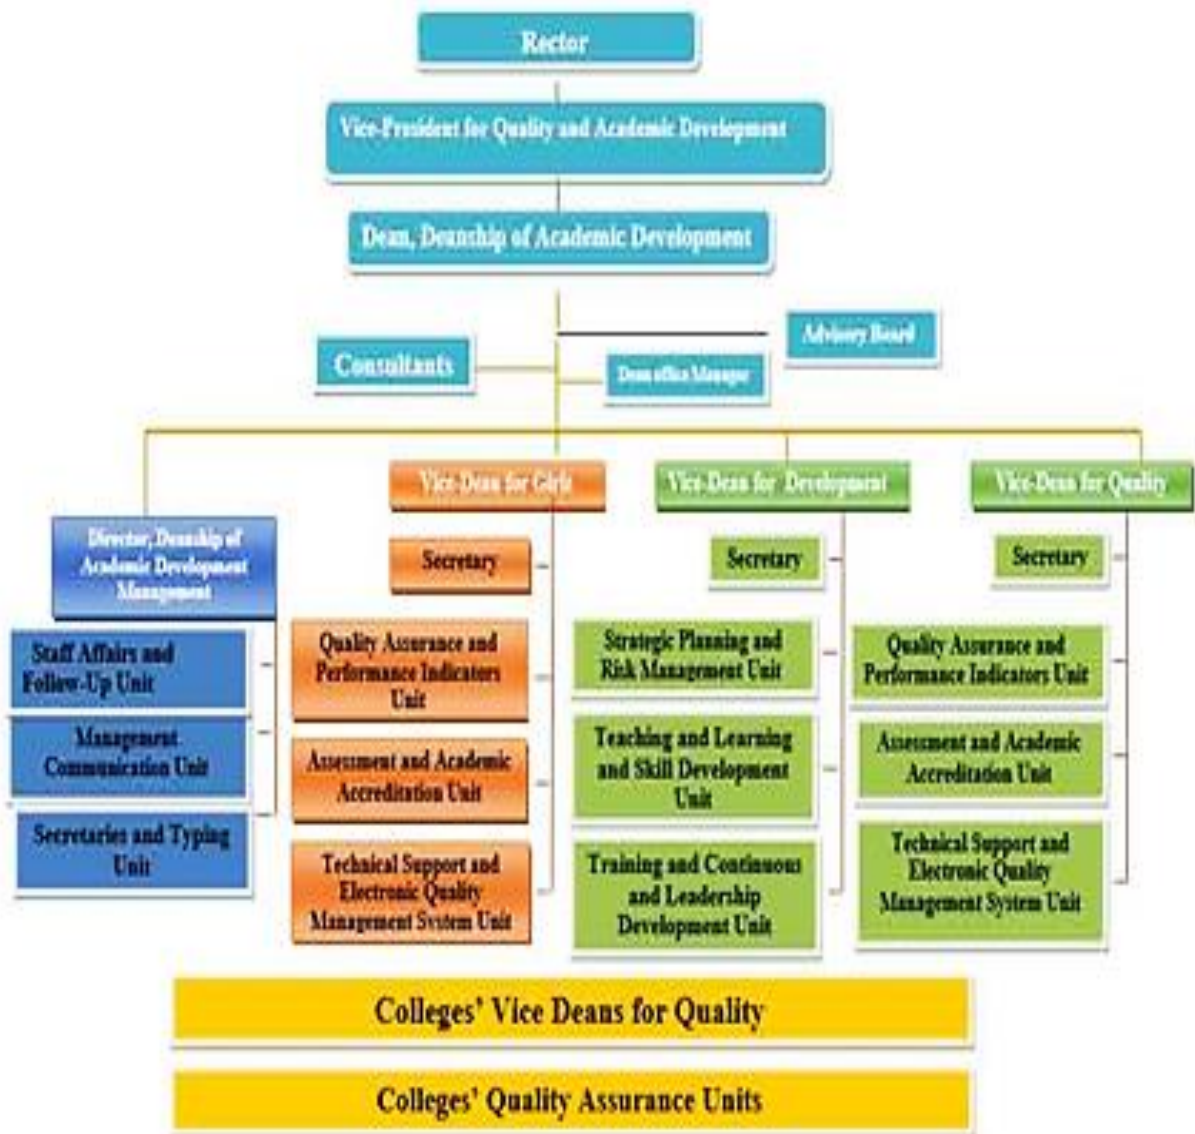 Rector
Vice-President for Quality and Academic Development
Dean, Deanship of Academic Development
Advisory Board
Consultants
Dean office Manager
Vice-Dean for Girls
Vice-Dean for Development
Vice-Dean for Quality
Director, Deanship of
Academic Development
Management
Staff Affairs and
Follow-Up Unit
Management
Communication Unit
Secretaries and Typing
Unit
Secretary
Quality Assurance and
Performance Indicators
Unit
Assessment and Academic
Accreditation Unit
Technical Support and
Electronic Quality
Management System Unit
Secretary
Strategic Planning and
Risk Management Unit
Teaching and Learning
and Skill Development
Unit
Training and Continuous
and Leadership
Development Unit
Secretary
Quality Assurance and
Performance Indicators Unit
Assessment and Academic
Accreditation Unit
Technical Support and
Electronic Quality
Management System Unit
Colleges' Vice Deans for Quality
Colleges' Quality Assurance Units